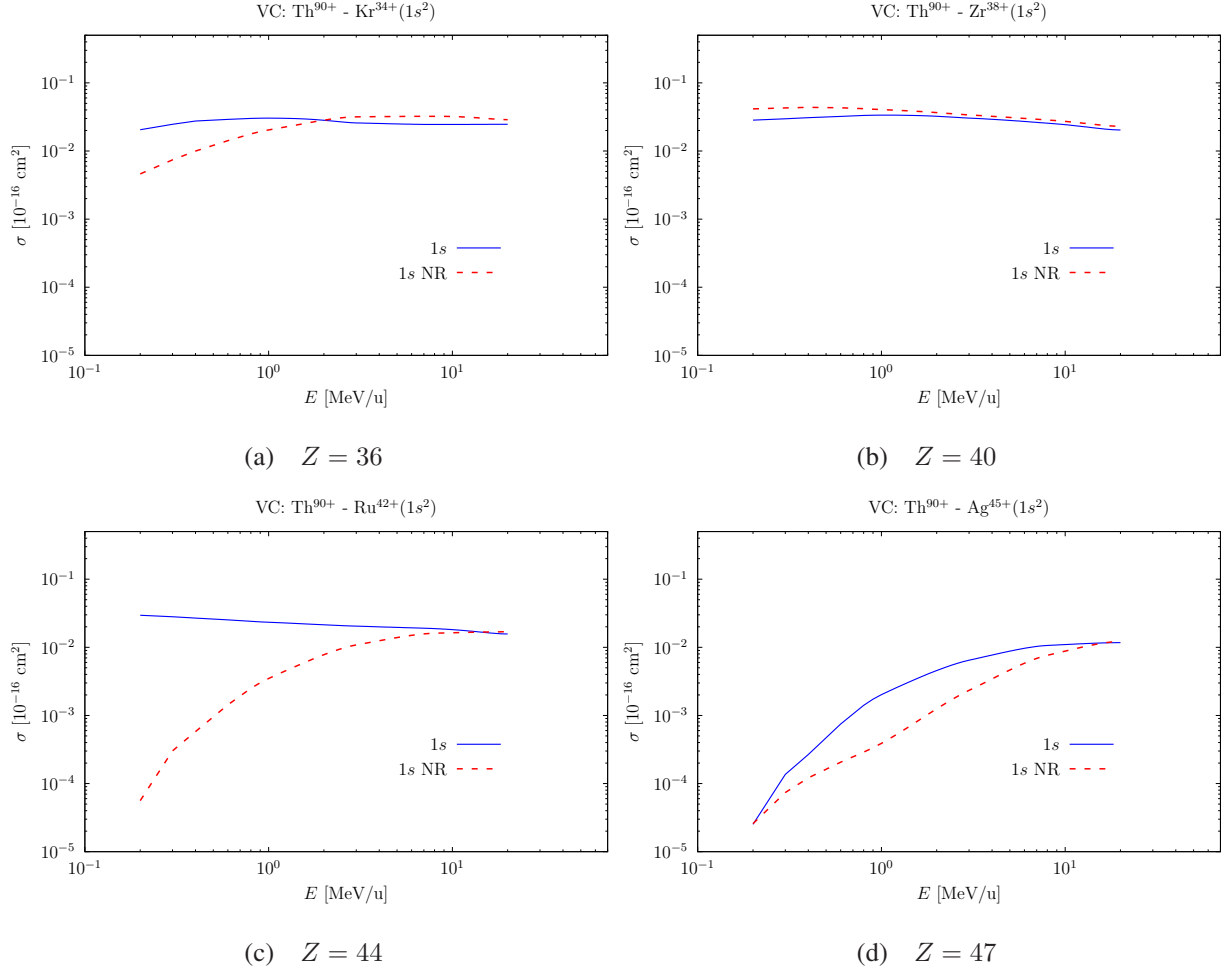 VC: Th⁹⁰⁺ - Kr³⁴⁺(1s²)
σ [10⁻¹⁶ cm²]
10⁻¹
10⁻²
10⁻³
10⁻⁴
10⁻⁵
1s
1s NR
10⁻¹ 10⁰ 10¹
E [MeV/u]
(a) Z = 36
VC: Th⁹⁰⁺ - Zr³⁸⁺(1s²)
σ [10⁻¹⁶ cm²]
10⁻¹
10⁻²
10⁻³
10⁻⁴
10⁻⁵
1s
1s NR
10⁻¹ 10⁰ 10¹
E [MeV/u]
(b) Z = 40
VC: Th⁹⁰⁺ - Ru⁴²⁺(1s²)
σ [10⁻¹⁶ cm²]
10⁻¹
10⁻²
10⁻³
10⁻⁴
10⁻⁵
1s
1s NR
10⁻¹ 10⁰ 10¹
E [MeV/u]
(c) Z = 44
VC: Th⁹⁰⁺ - Ag⁴⁵⁺(1s²)
σ [10⁻¹⁶ cm²]
10⁻¹
10⁻²
10⁻³
10⁻⁴
10⁻⁵
1s
1s NR
10⁻¹ 10⁰ 10¹
E [MeV/u]
(d) Z = 47